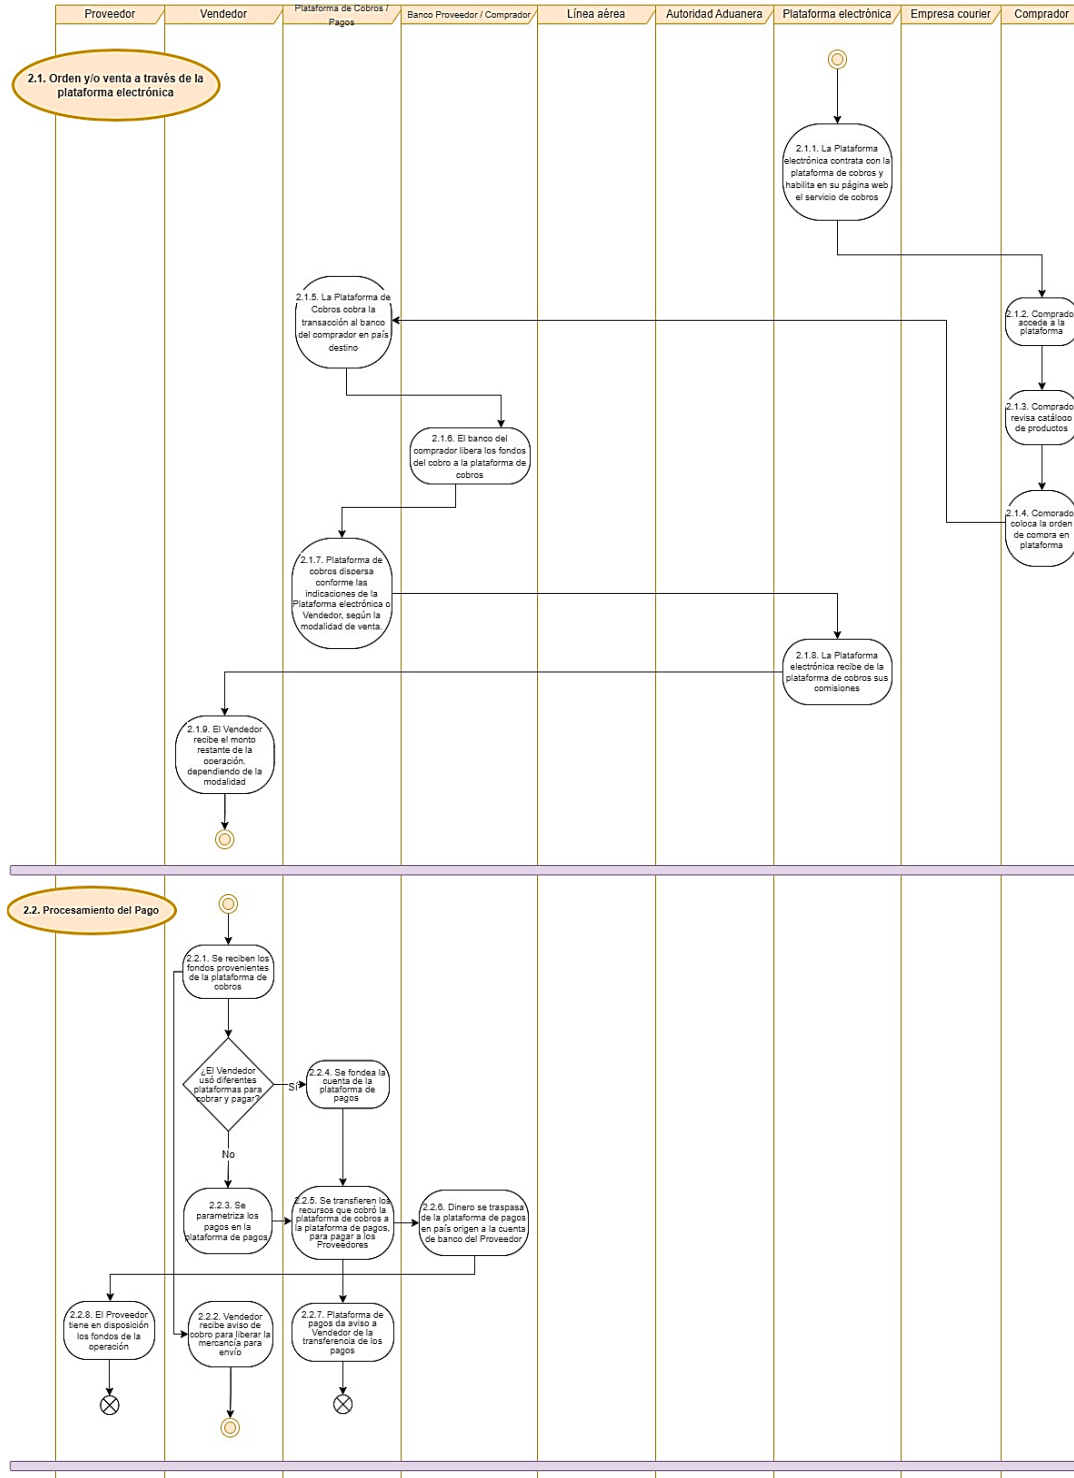 Proveedor
Vendedor
Plataforma de Cobros /
Pagos
Banco Proveedor / Comprador
Línea aérea
Autoridad Aduanera
Plataforma electrónica
Empresa courier
Comprador
2.1. Orden y/o venta a través de la
plataforma electrónica
2.1.1. La Plataforma
electrónica contrata con la
plataforma de cobros y
habilita en su página web
el servicio de cobros
2.1.2. Comprado
accede a la
plataforma
2.1.3. Comprado
revisa catálogo
de productos
2.1.4. Comprado
coloca la orden
de compra en
plataforma
2.1.5. La Plataforma de
Cobros cobra la
transacción al banco
del comprador en país
destino
2.1.6. El banco del
comprador libera los fondos
del cobro a la plataforma de
cobros
2.1.7. Plataforma de
cobros dispersa
conforme las
indicaciones de la
Plataforma electrónica o
Vendedor, según la
modalidad de venta.
2.1.8. La Plataforma
electrónica recibe de la
plataforma de cobros sus
comisiones
2.1.9. El Vendedor
recibe el monto
restante de la
operación.
dependiendo de la
modalidad
2.2. Procesamiento del Pago
2.2.1. Se reciben los
fondos provenientes
de la plataforma de
cobros
¿El Vendedor
usó diferentes
plataformas para
cobrar y pagar?
Sí
No
2.2.4. Se fondea la
cuenta de la
plataforma de
pagos
2.2.3. Se
parametriza los
pagos en la
plataforma de pagos
2.2.5. Se transfieren los
recursos que cobró la
plataforma de cobros a
la plataforma de pagos,
para pagar a los
Proveedores
2.2.6. Dinero se traspasa
de la plataforma de pagos
en país origen a la cuenta
de banco del Proveedor
2.2.8. El Proveedor
tiene en disposición
los fondos de la
operación
2.2.2. Vendedor
recibe aviso de
cobro para liberar la
mercancía para
envío
2.2.7. Plataforma de
pagos da aviso a
Vendedor de la
transferencia de los
pagos